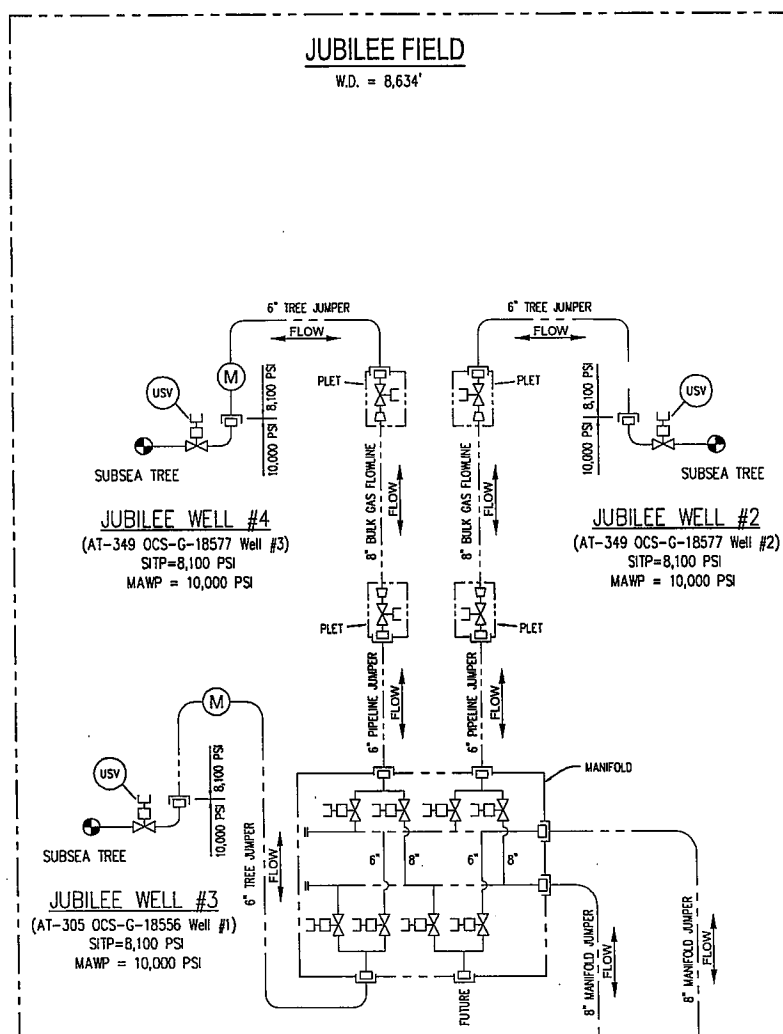 JUBILEE FIELD
W.D. = 8,634'
6" TREE JUMPER
FLOW
6" TREE JUMPER
FLOW
M
USV
8,100 PSI
10,000 PSI
SUBSEA TREE
PLET
PLET
8,100 PSI
10,000 PSI
USV
SUBSEA TREE
JUBILEE WELL #4
(AT-349 OCS-G-18577 Well #3)
SITP=8,100 PSI
MAWP = 10,000 PSI
8" BULK GAS FLOWLINE
FLOW
8" BULK GAS FLOWLINE
FLOW
JUBILEE WELL #2
(AT-349 OCS-G-18577 Well #2)
SITP=8,100 PSI
MAWP = 10,000 PSI
PLET
PLET
6" PIPELINE JUMPER
FLOW
6" PIPELINE JUMPER
FLOW
M
USV
8,100 PSI
10,000 PSI
SUBSEA TREE
JUBILEE WELL #3
(AT-305 OCS-G-18556 Well #1)
SITP=8,100 PSI
MAWP = 10,000 PSI
6" TREE JUMPER
FLOW
MANIFOLD
6"
8"
6"
8"
FUTURE
8" MANIFOLD JUMPER
FLOW
8" MANIFOLD JUMPER
FLOW